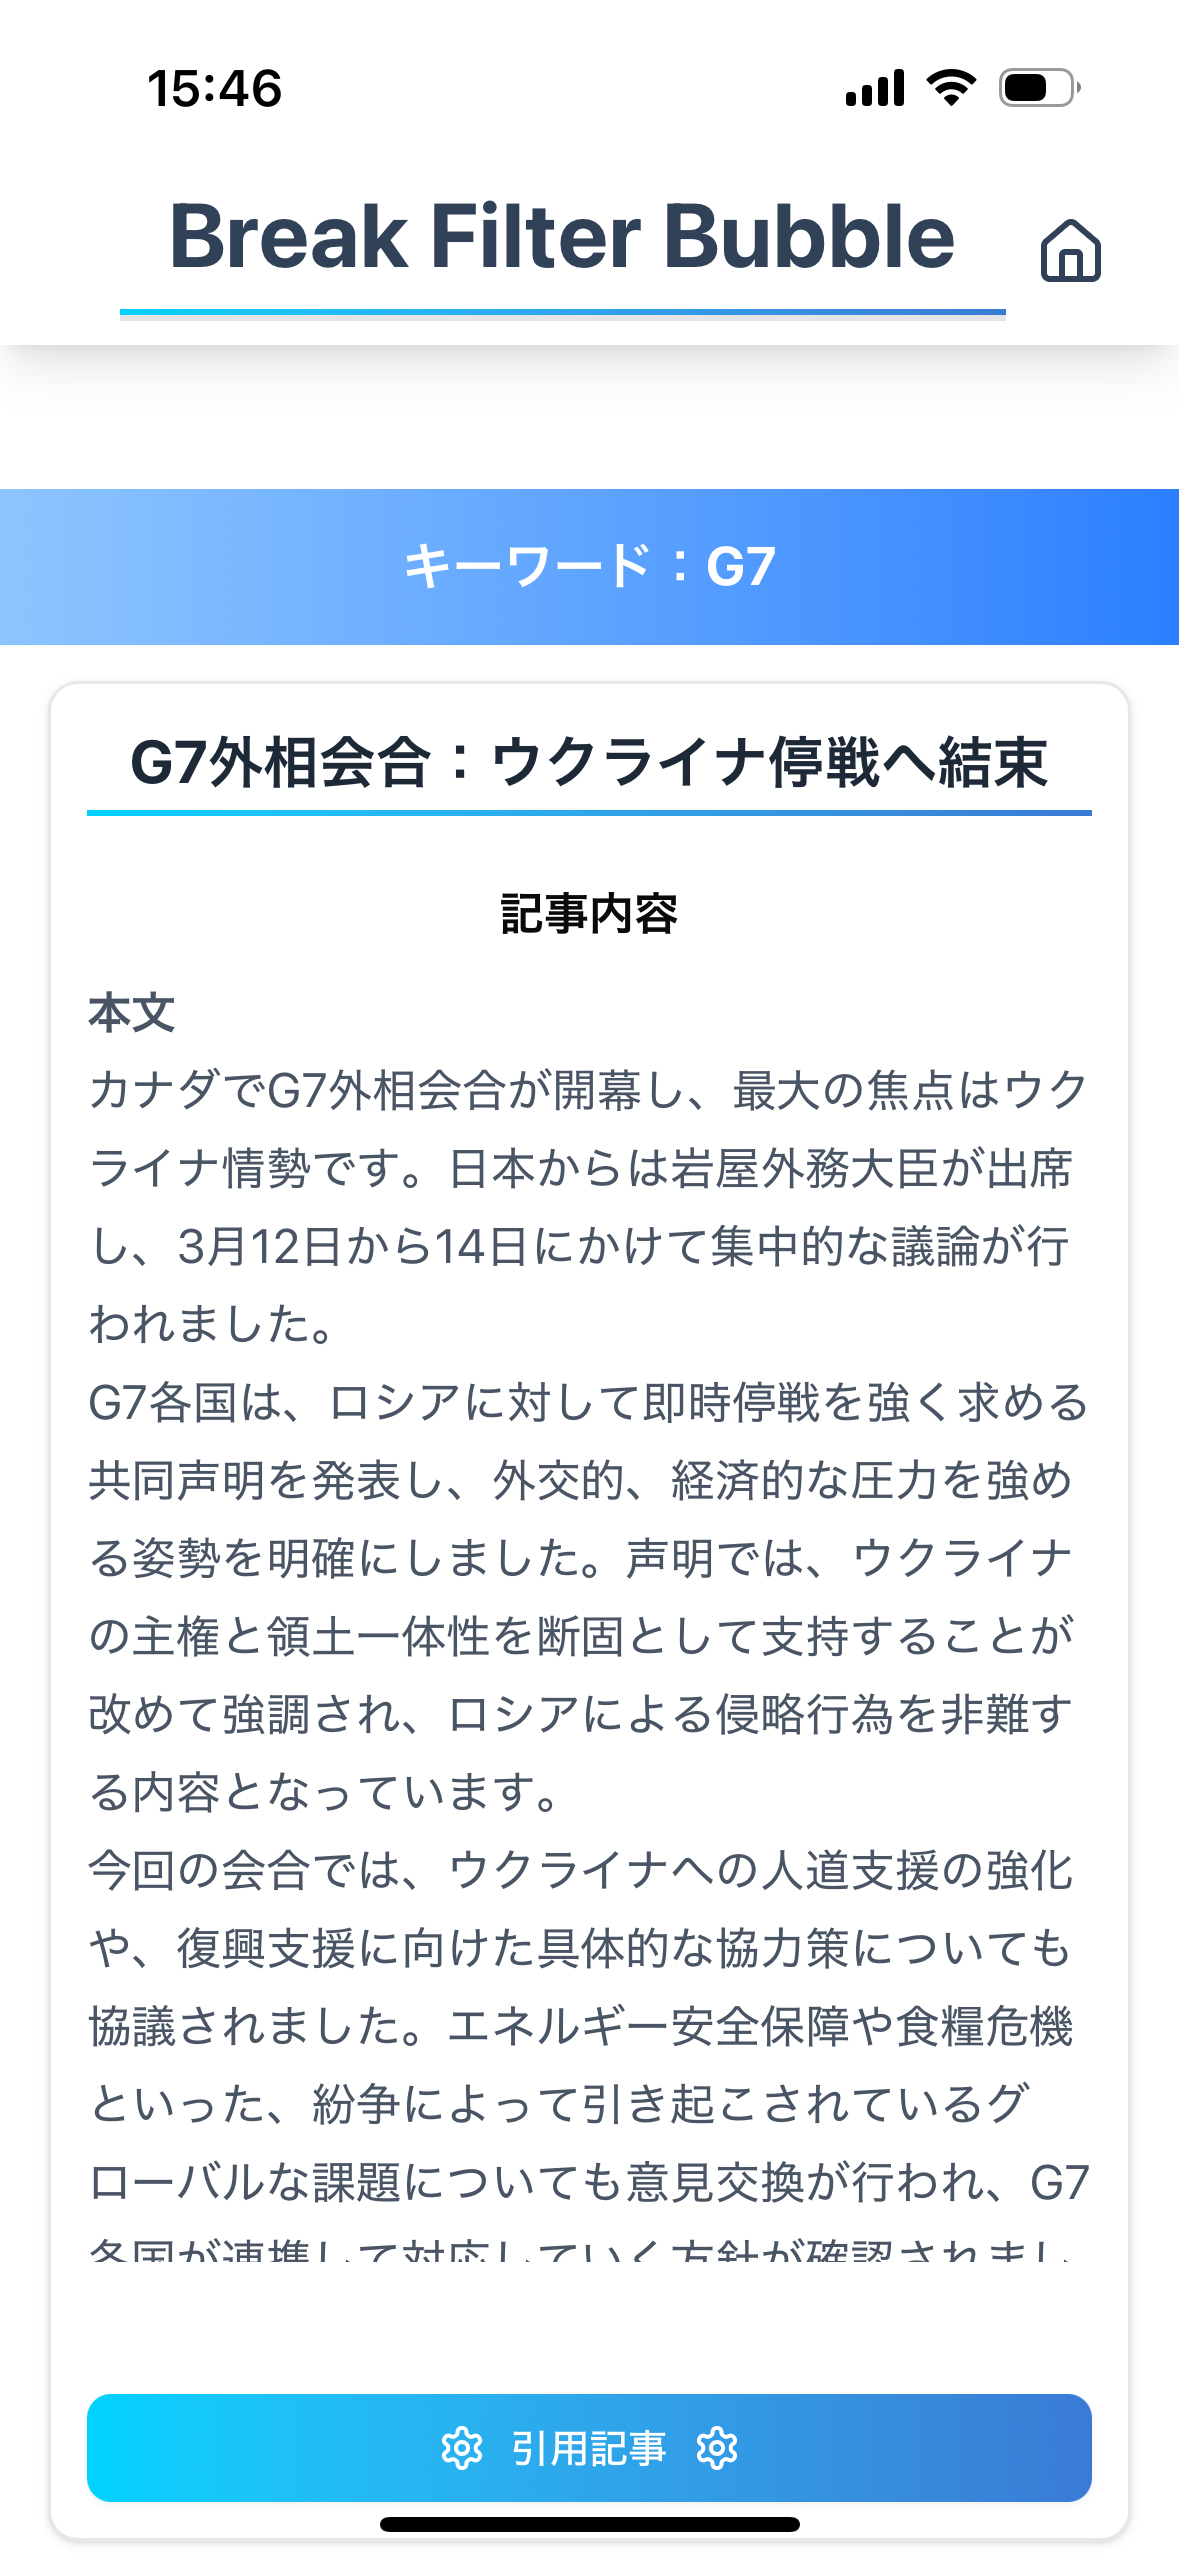 15:46
Break Filter Bubble
キーワード：G7
G7外相会合：ウクライナ停戦へ結束
記事内容
本文
カナダでG7外相会合が開幕し、最大の焦点はウク
ライナ情勢です。日本からは岩屋外務大臣が出席
し、3月12日から14日にかけて集中的な議論が行
われました。
G7各国は、ロシアに対して即時停戦を強く求める
共同声明を発表し、外交的、経済的な圧力を強め
る姿勢を明確にしました。声明では、ウクライナ
の主権と領土一体性を断固として支持することが
改めて強調され、ロシアによる侵略行為を非難す
る内容となっています。
今回の会合では、ウクライナへの人道支援の強化
や、復興支援に向けた具体的な協力策についても
協議されました。エネルギー安全保障や食糧危機
といった、紛争によって引き起こされているグ
ローバルな課題についても意見交換が行われ、G7
各国が連携して対応していく方針が確認されまし
引用記事